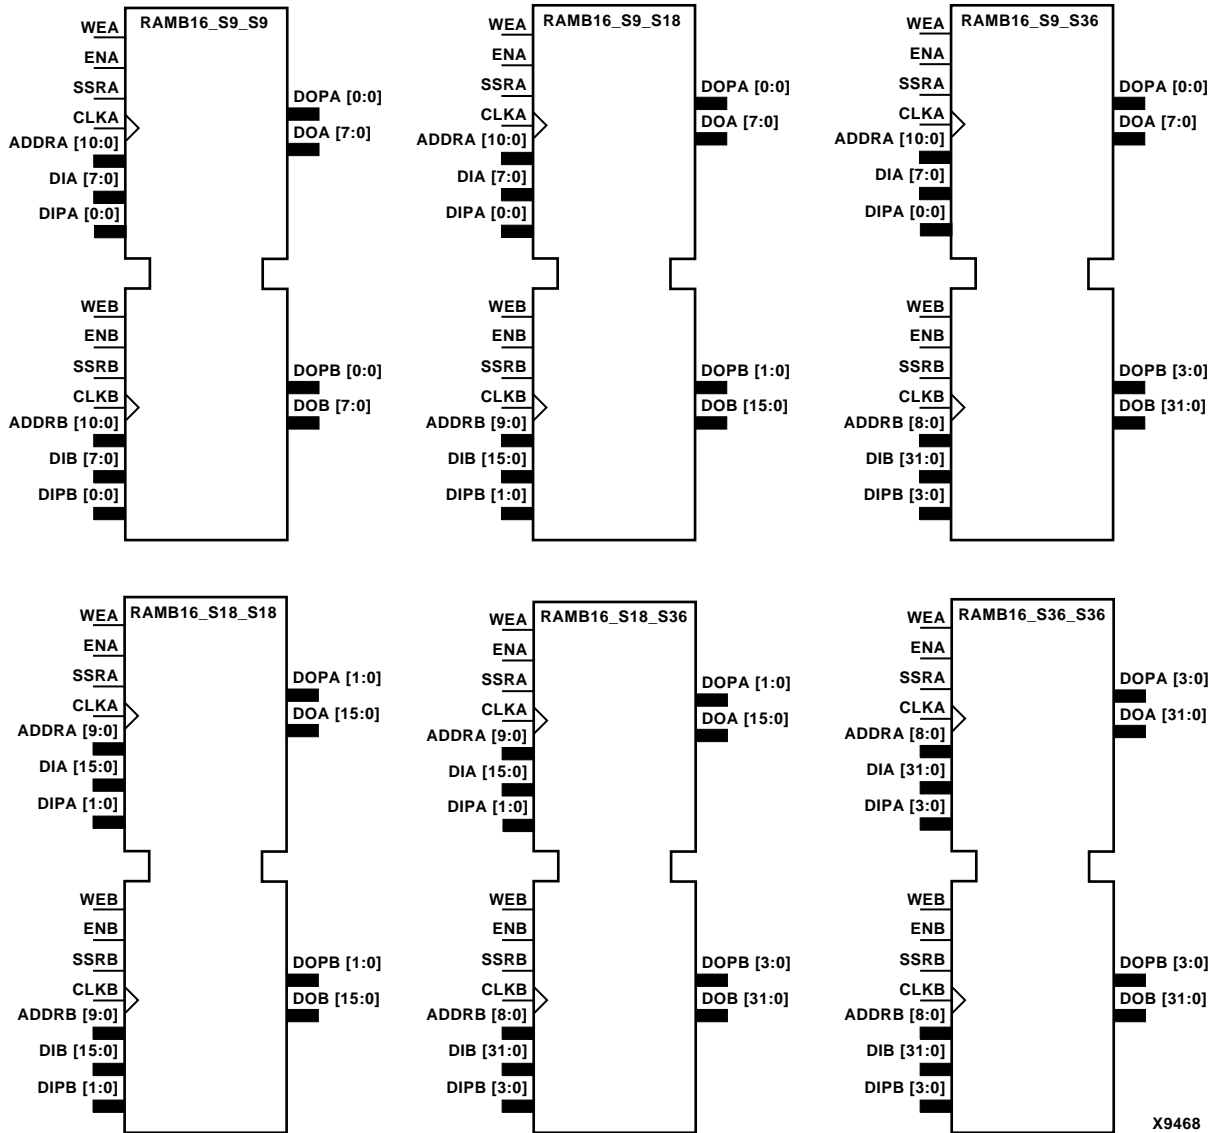 RAMB16_S9_S9
WEA
ENA
SSRA
CLKA
ADDRA [10:0]
DIA [7:0]
DIPA [0:0]
DOPA [0:0]
DOA [7:0]
WEB
ENB
SSRB
CLKB
ADDRB [10:0]
DIB [7:0]
DIPB [0:0]
DOPB [0:0]
DOB [7:0]
RAMB16_S9_S18
WEA
ENA
SSRA
CLKA
ADDRA [10:0]
DIA [7:0]
DIPA [0:0]
DOPA [0:0]
DOA [7:0]
WEB
ENB
SSRB
CLKB
ADDRB [9:0]
DIB [15:0]
DIPB [1:0]
DOPB [1:0]
DOB [15:0]
RAMB16_S9_S36
WEA
ENA
SSRA
CLKA
ADDRA [10:0]
DIA [7:0]
DIPA [0:0]
DOPA [0:0]
DOA [7:0]
WEB
ENB
SSRB
CLKB
ADDRB [8:0]
DIB [31:0]
DIPB [3:0]
DOPB [3:0]
DOB [31:0]
RAMB16_S18_S18
WEA
ENA
SSRA
CLKA
ADDRA [9:0]
DIA [15:0]
DIPA [1:0]
DOPA [1:0]
DOA [15:0]
WEB
ENB
SSRB
CLKB
ADDRB [9:0]
DIB [15:0]
DIPB [1:0]
DOPB [1:0]
DOB [15:0]
RAMB16_S18_S36
WEA
ENA
SSRA
CLKA
ADDRA [9:0]
DIA [15:0]
DIPA [1:0]
DOPA [1:0]
DOA [15:0]
WEB
ENB
SSRB
CLKB
ADDRB [8:0]
DIB [31:0]
DIPB [3:0]
DOPB [3:0]
DOB [31:0]
RAMB16_S36_S36
WEA
ENA
SSRA
CLKA
ADDRA [8:0]
DIA [31:0]
DIPA [3:0]
DOPA [3:0]
DOA [31:0]
WEB
ENB
SSRB
CLKB
ADDRB [8:0]
DIB [31:0]
DIPB [3:0]
DOPB [3:0]
DOB [31:0]
X9468